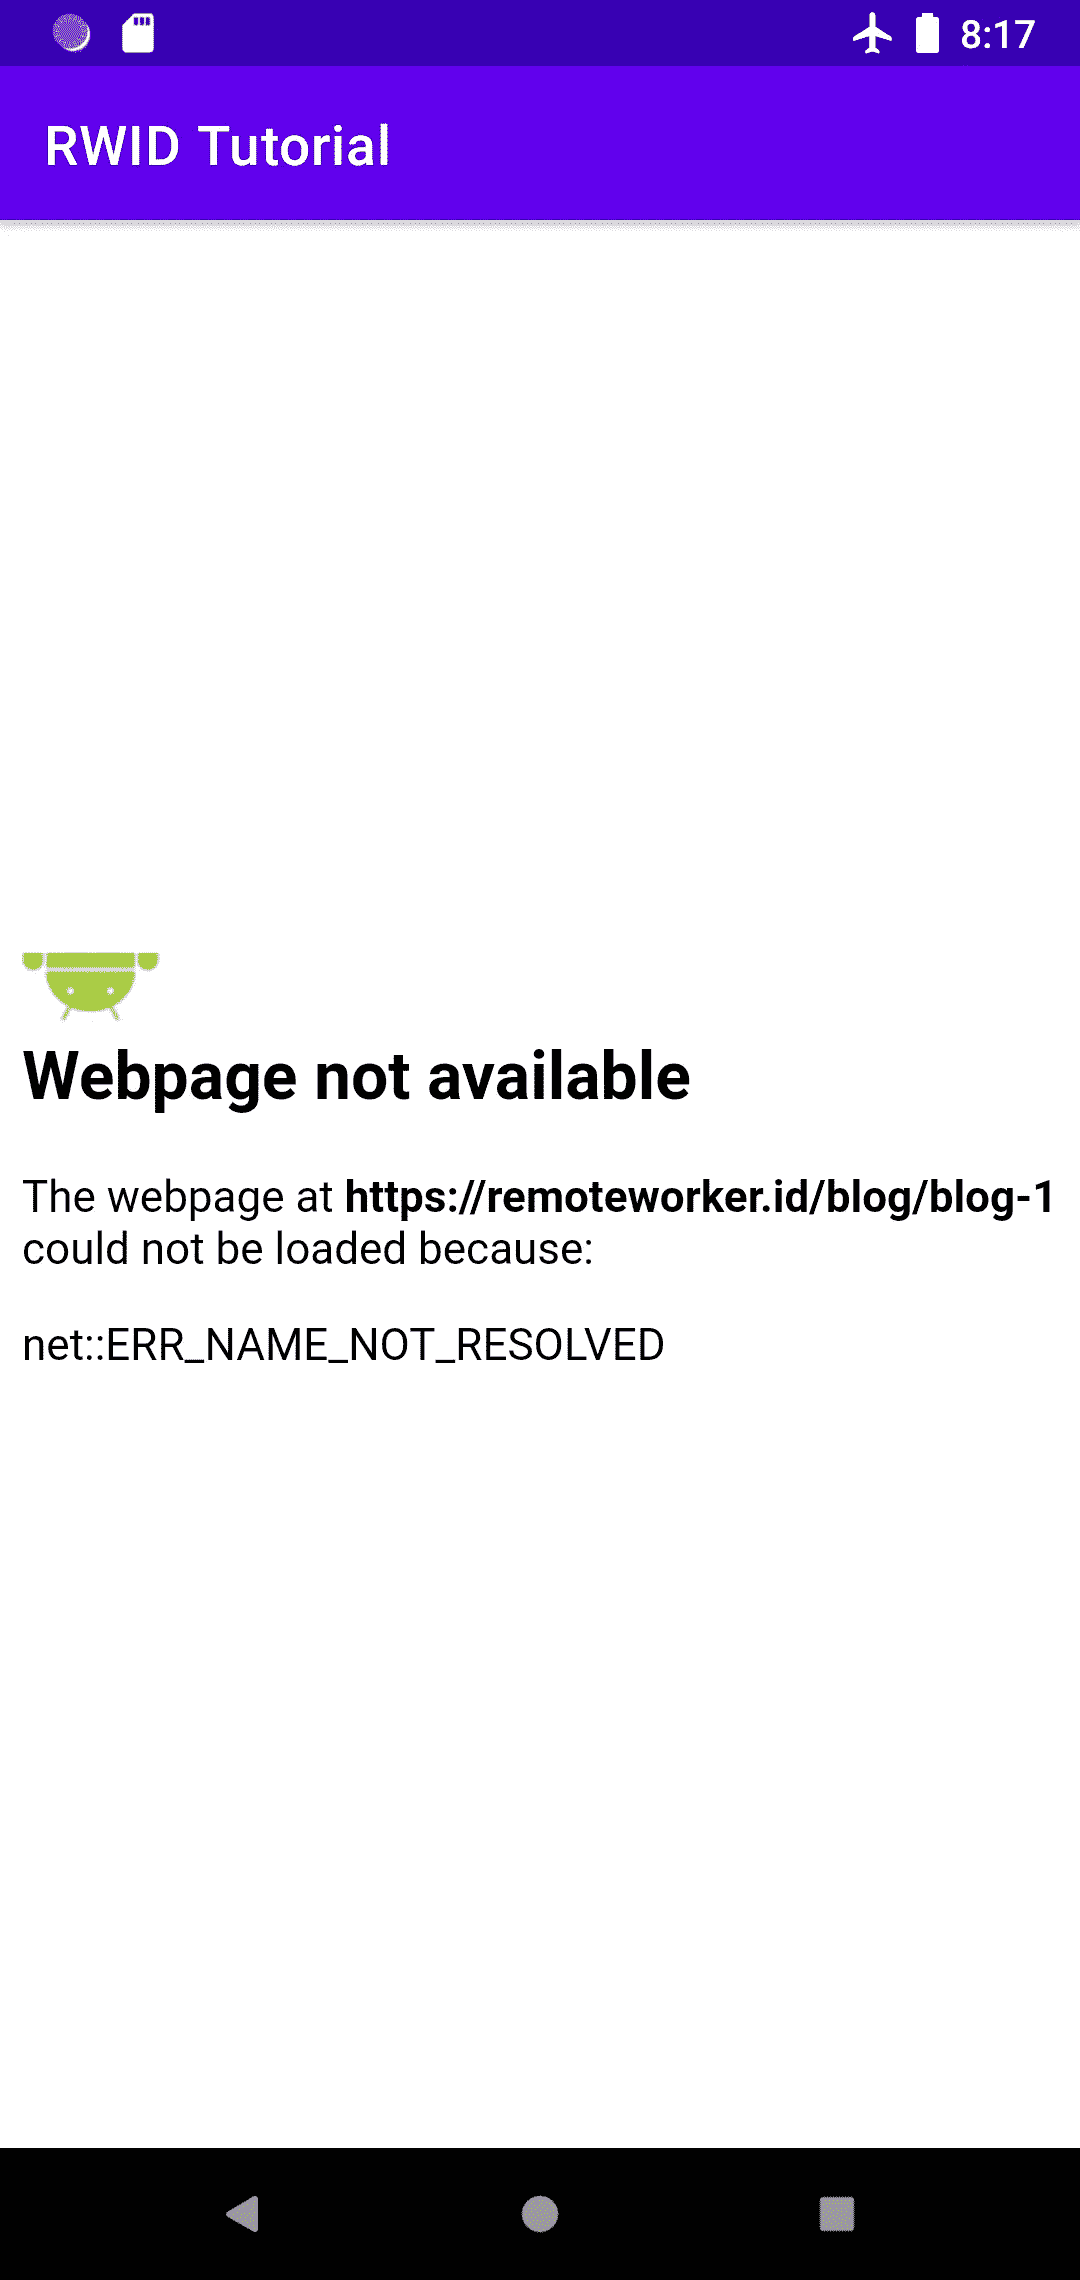 8:17
RWID Tutorial
Webpage not available
The webpage at https://remoteworker.id/blog/blog-1
could not be loaded because:
net::ERR_NAME_NOT_RESOLVED